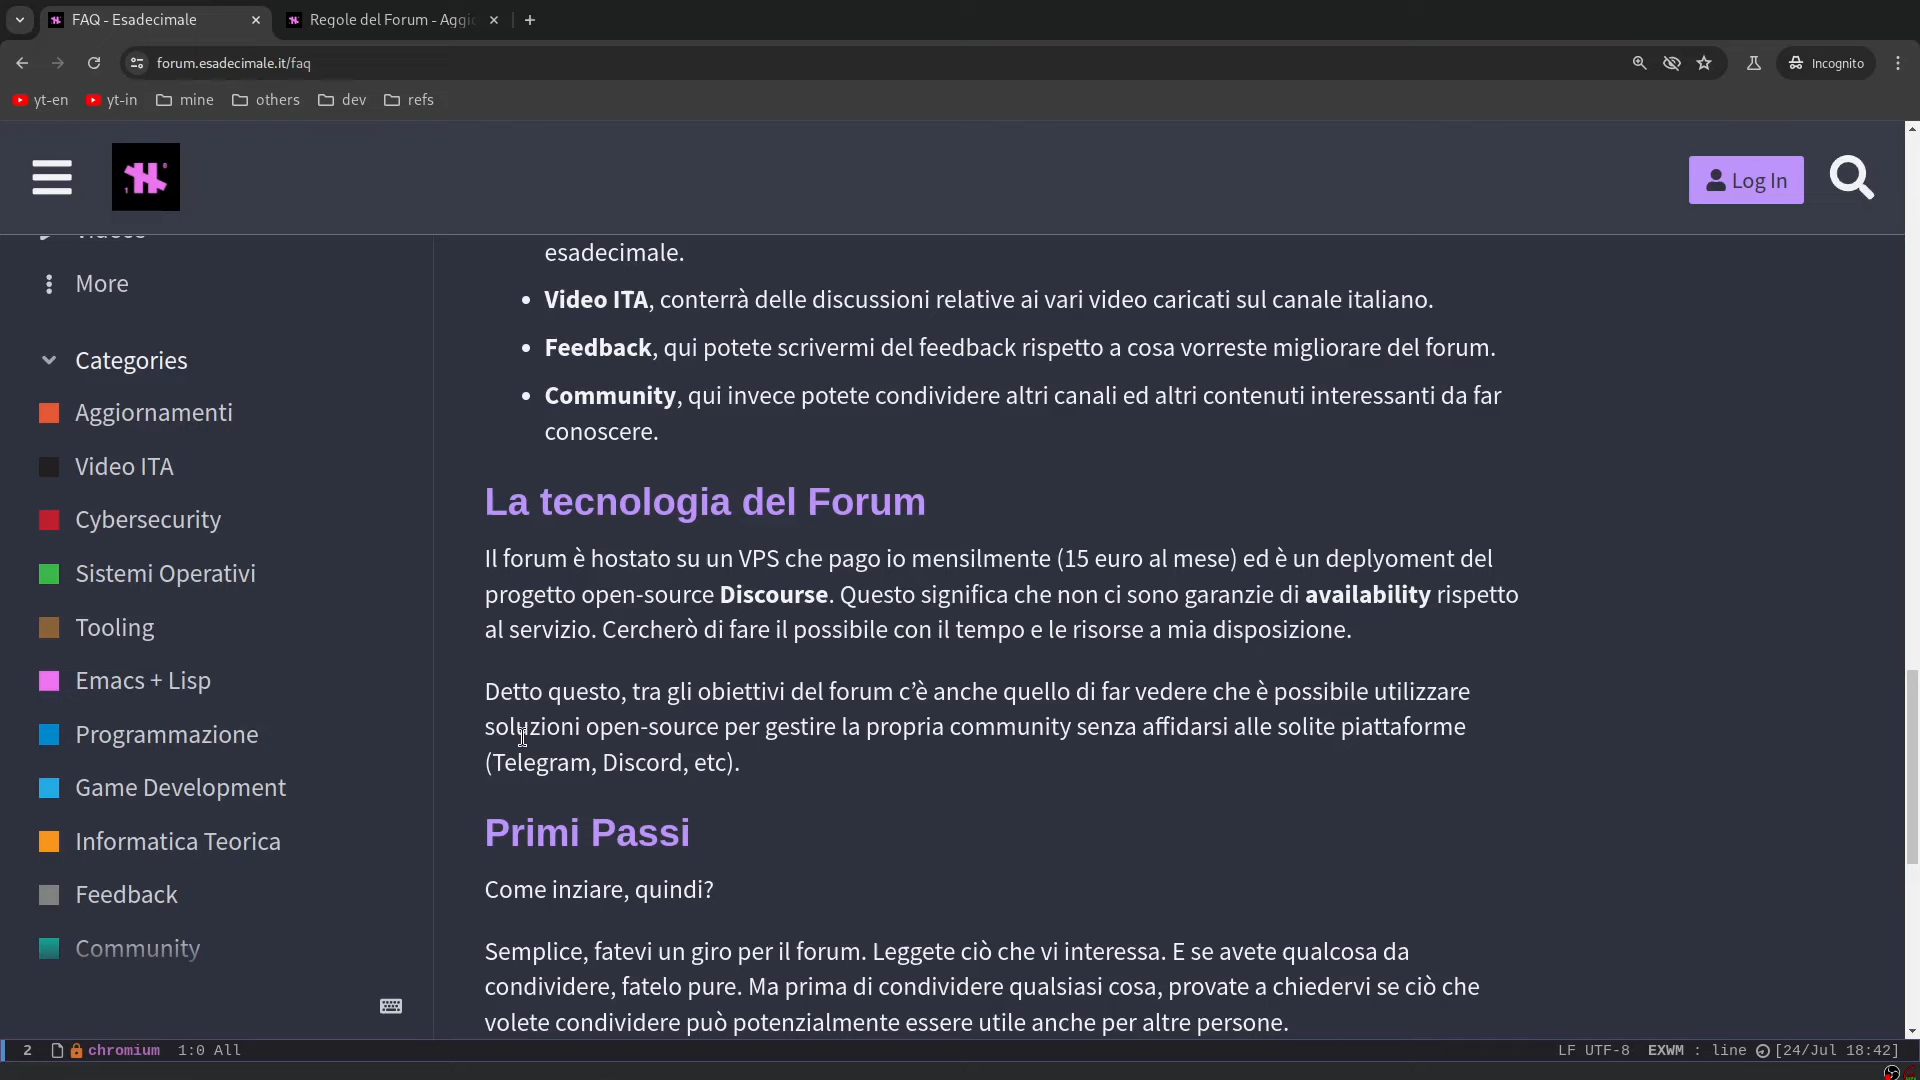 FAQ - Esadecimale
Regole del Forum - Aggio
forum.esadecimale.it/faq
Incognito
yt-en
yt-in
mine
others
dev
refs
Log In
More
Categories
Aggiornamenti
Video ITA
Cybersecurity
Sistemi Operativi
Tooling
Emacs + Lisp
Programmazione
Game Development
Informatica Teorica
Feedback
Community
esadecimale.
• Video ITA, conterrà delle discussioni relative ai vari video caricati sul canale italiano.
• Feedback, qui potete scrivermi del feedback rispetto a cosa vorreste migliorare del forum.
• Community, qui invece potete condividere altri canali ed altri contenuti interessanti da far
conoscere.
La tecnologia del Forum
Il forum è hostato su un VPS che pago io mensilmente (15 euro al mese) ed è un deplyoment del
progetto open-source Discourse. Questo significa che non ci sono garanzie di availability rispetto
al servizio. Cercherò di fare il possibile con il tempo e le risorse a mia disposizione.
Detto questo, tra gli obiettivi del forum c’è anche quello di far vedere che è possibile utilizzare
soluzioni open-source per gestire la propria community senza affidarsi alle solite piattaforme
(Telegram, Discord, etc).
Primi Passi
Come inziare, quindi?
Semplice, fatevi un giro per il forum. Leggete ciò che vi interessa. E se avete qualcosa da
condividere, fatelo pure. Ma prima di condividere qualsiasi cosa, provate a chiedervi se ciò che
volete condividere può potenzialmente essere utile anche per altre persone.
2 chromium 1:0 All
LF UTF-8 EXWM : line [24/Jul 18:42]